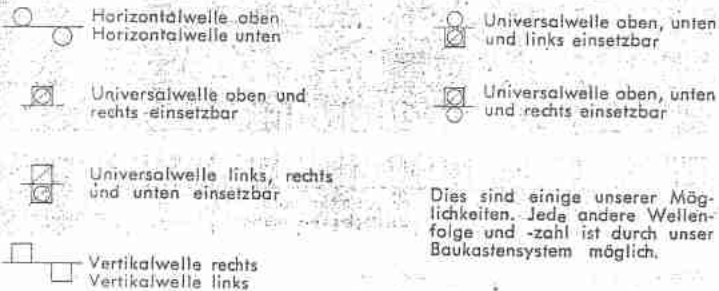 Horizontalwelle oben
Horizontalwelle unten
Universalwelle oben und
rechts einsetzbar
Universalwelle links, rechts
und unten einsetzbar
Vertikalwelle rechts
Vertikalwelle links
Universalwelle oben, unten
und links einsetzbar
Universalwelle oben, unten
und rechts einsetzbar
Dies sind einige unserer Mög-
lichkeiten. Jede andere Wellen-
folge und -zahl ist durch unser
Baukastensystem möglich.